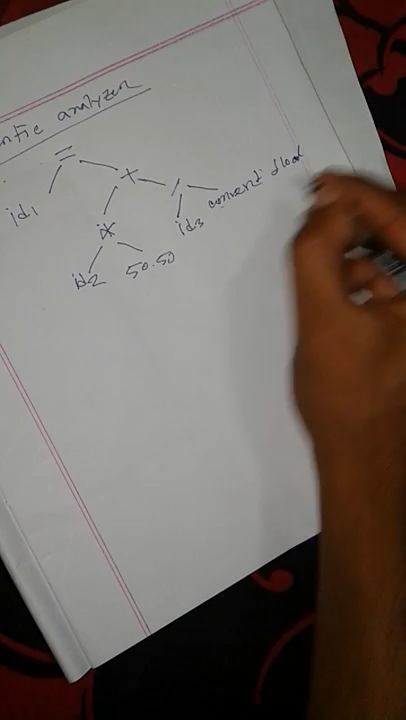 ntic analyzer
=
+
/
id1
*
id3 convert float
id2
50.50